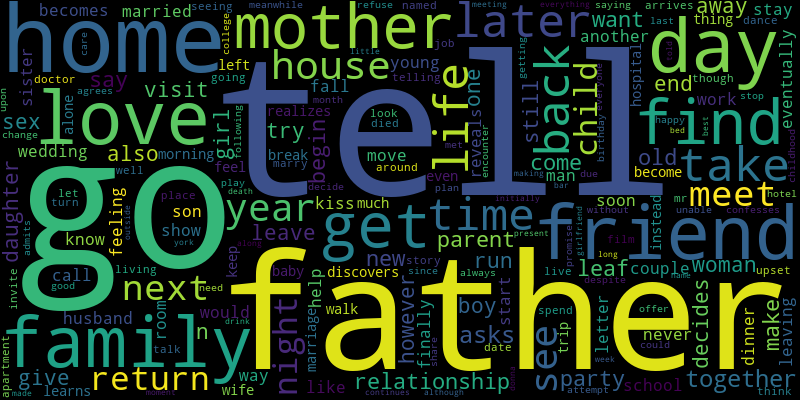 becomes
married
seeing
meanwhile
refuse
named
saying
arrives
away
stay
home
care
college
mother
job
later
want
last
dance
everything
meeting
thing
another
day
sister
left
going
house
young
doctor
say
agrees
telling
fall
month
back
still
child
hospital
end
though
eventually
upon
love
visit
girl
following
realizes
try
begin
look
died
life
one
reveals
met
encounter
birthday
everyone
work
stop
find
happy
bed
best
childhood
sex
alone
change
wedding
also
morning
go
tell
break
marry
move
around
even
come
man
due
old
take
become
daughter
well
feel
feeling
let
turn
place
son
play
death
decide
year
kiss
much
plan
making
bar
initially
soon
mr
meet
hotel
admits
know
show
outside
york
leave
get
time
parent
present
friend
without
instead
unable
confesses
girlfriend
promise
film
long
call
good
living
keep
along
new
story
since
always
run
live
leaf
despite
couple
woman
name
upset
invite
next
need
baby
discovers
help
father
boy
start
husband
room
would
drink
night
marriage
walk
however
finally
share
asks
date
see
spend
trip
offer
letter
never
could
decides
dinner
make
leaving
family
n
talk
apartment
give
way
wife
like
relationship
party
attempt
week
school
together
think
made
learns
return
moment
continues
although